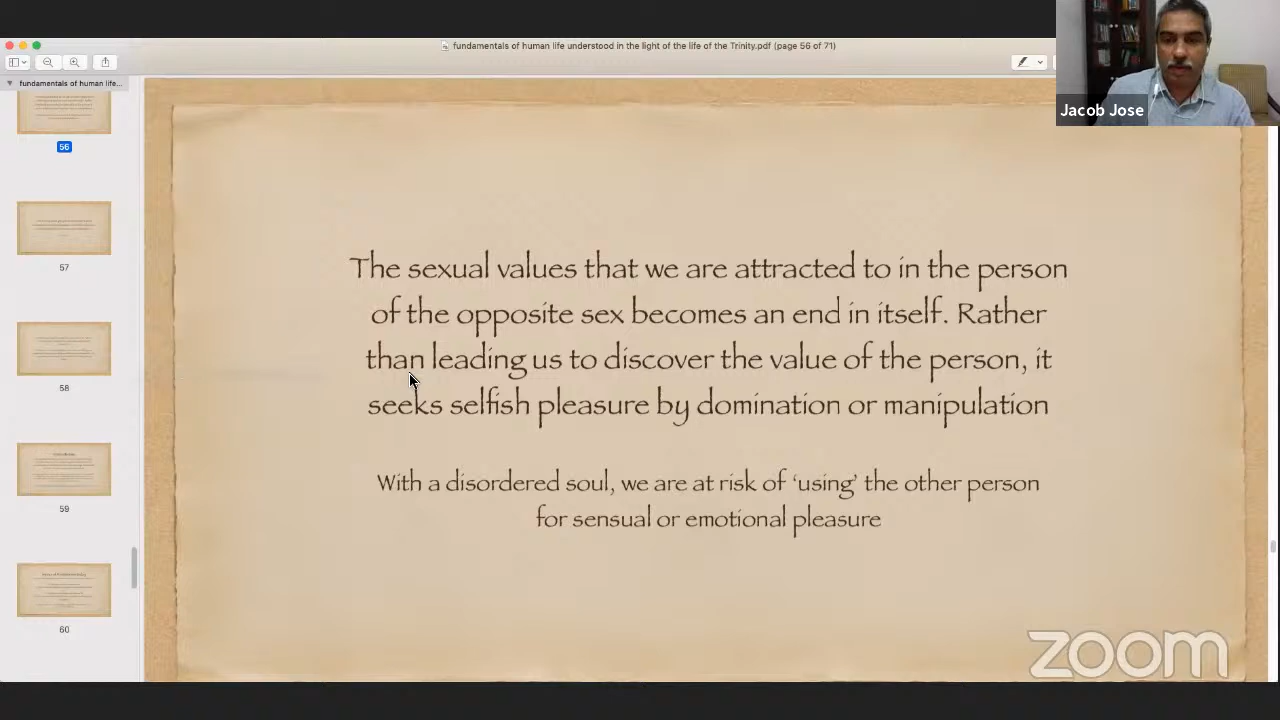 fundamentals of human life understood in the light of the life of the Trinity.pdf (page 56 of 71)
fundamentals of human life...
56
57
58
59
60
Jacob Jose
The sexual values that we are attracted to in the person
of the opposite sex becomes an end in itself. Rather
than leading us to discover the value of the person, it
seeks selfish pleasure by domination or manipulation
With a disordered soul, we are at risk of ‘using’ the other person
for sensual or emotional pleasure
zoom